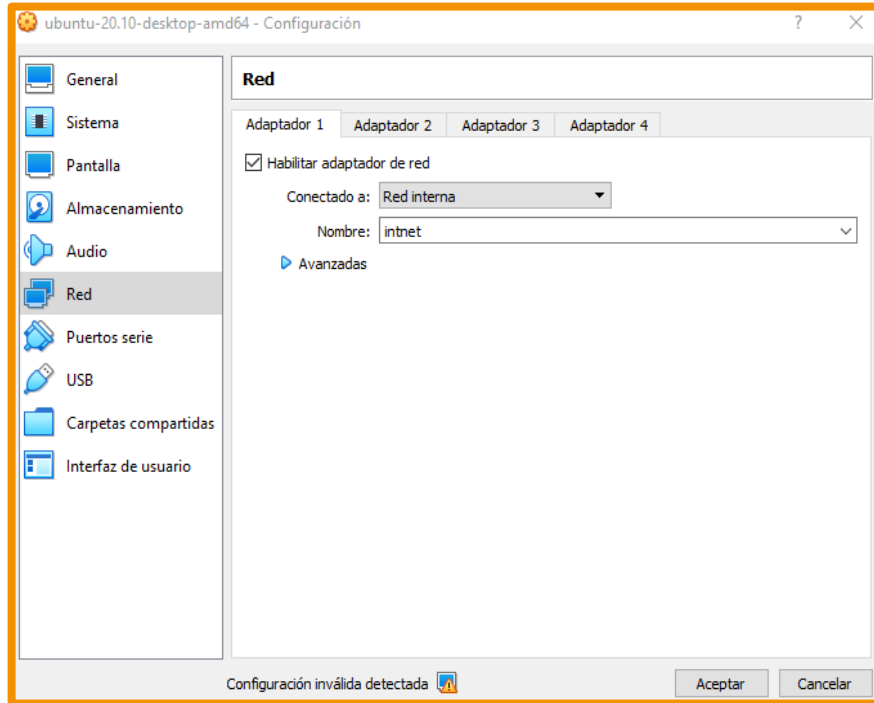 ubuntu-20.10-desktop-amd64 - Configuración ? ×
General
Sistema
Pantalla
Almacenamiento
Audio
Red
Puertos serie
USB
Carpetas compartidas
Interfaz de usuario
Red
Adaptador 1 Adaptador 2 Adaptador 3 Adaptador 4
Habilitar adaptador de red
Conectado a: Red interna
Nombre: intnet
Avanzadas
Configuración inválida detectada Aceptar Cancelar